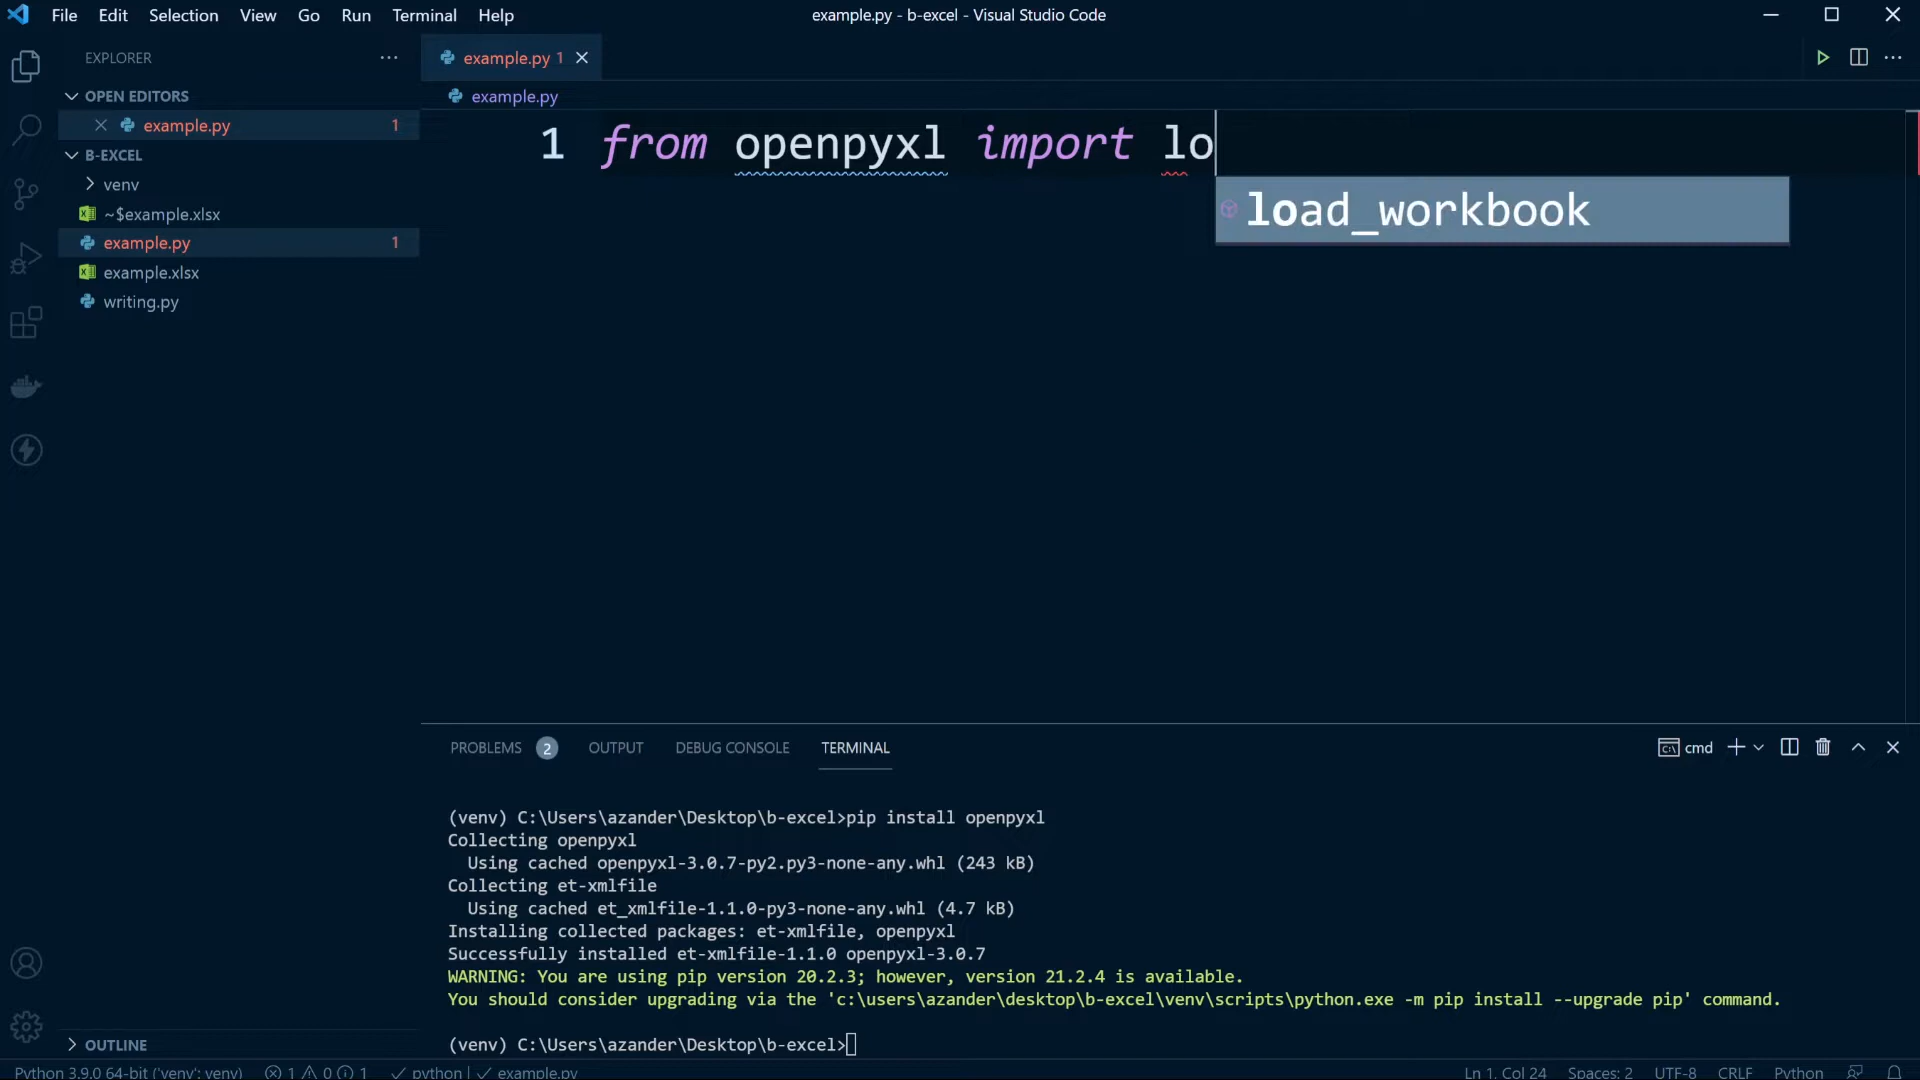 File Edit Selection View Go Run Terminal Help
example.py - b-excel - Visual Studio Code
EXPLORER
OPEN EDITORS
example.py 1
B-EXCEL
venv
~$example.xlsx
example.py 1
example.xlsx
writing.py
OUTLINE
example.py 1
example.py
1 from openpyxl import lo
load_workbook
PROBLEMS 2 OUTPUT DEBUG CONSOLE TERMINAL
cmd
(venv) C:\Users\azander\Desktop\b-excel>pip install openpyxl
Collecting openpyxl
Using cached openpyxl-3.0.7-py2.py3-none-any.whl (243 kB)
Collecting et-xmlfile
Using cached et_xmlfile-1.1.0-py3-none-any.whl (4.7 kB)
Installing collected packages: et-xmlfile, openpyxl
Successfully installed et-xmlfile-1.1.0 openpyxl-3.0.7
WARNING: You are using pip version 20.2.3; however, version 21.2.4 is available.
You should consider upgrading via the 'c:\users\azander\desktop\b-excel\venv\scripts\python.exe -m pip install --upgrade pip' command.
(venv) C:\Users\azander\Desktop\b-excel>
Python 3.9.0 64-bit ('venv': venv) 1 0 1 python | example.py Ln 1, Col 24 Spaces: 2 UTF-8 CRLF Python